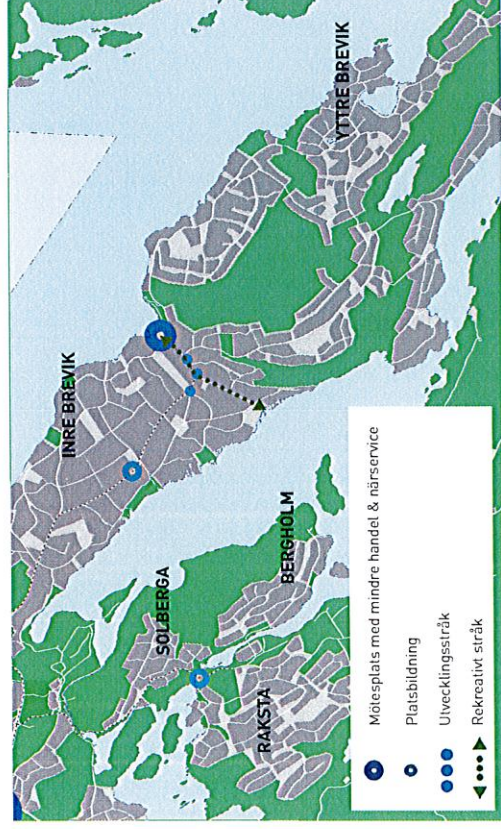 INRE BREVIK
YTTRE BREVIK
SOLBERGA
BERGHOLM
RAKSTA
Mötesplats med mindre handel & närservice
Platsbildning
Utvecklingsstråk
Rekreativt stråk